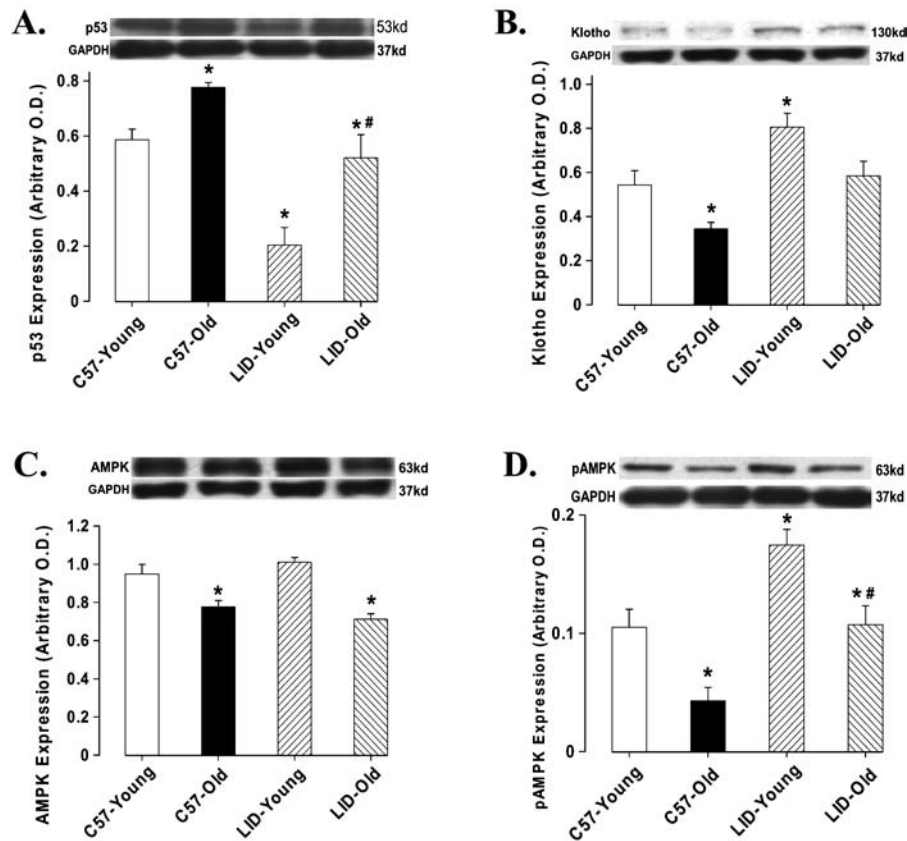 A.
p53 53kd
GAPDH 37kd
p53 Expression (Arbitrary O.D.)
0.8
0.6
0.4
0.2
0
*
*
* #
C57-Young
C57-Old
LID-Young
LID-Old
B.
Klotho 130kd
GAPDH 37kd
Klotho Expression (Arbitrary O.D.)
1.0
0.8
0.6
0.4
0.2
0
*
*
C57-Young
C57-Old
LID-Young
LID-Old
C.
AMPK 63kd
GAPDH 37kd
AMPK Expression (Arbitrary O.D.)
1.2
1.0
0.8
0.6
0.4
0.2
0
*
*
C57-Young
C57-Old
LID-Young
LID-Old
D.
pAMPK 63kd
GAPDH 37kd
pAMPK Expression (Arbitrary O.D.)
0.2
0.1
0
*
*
* #
C57-Young
C57-Old
LID-Young
LID-Old